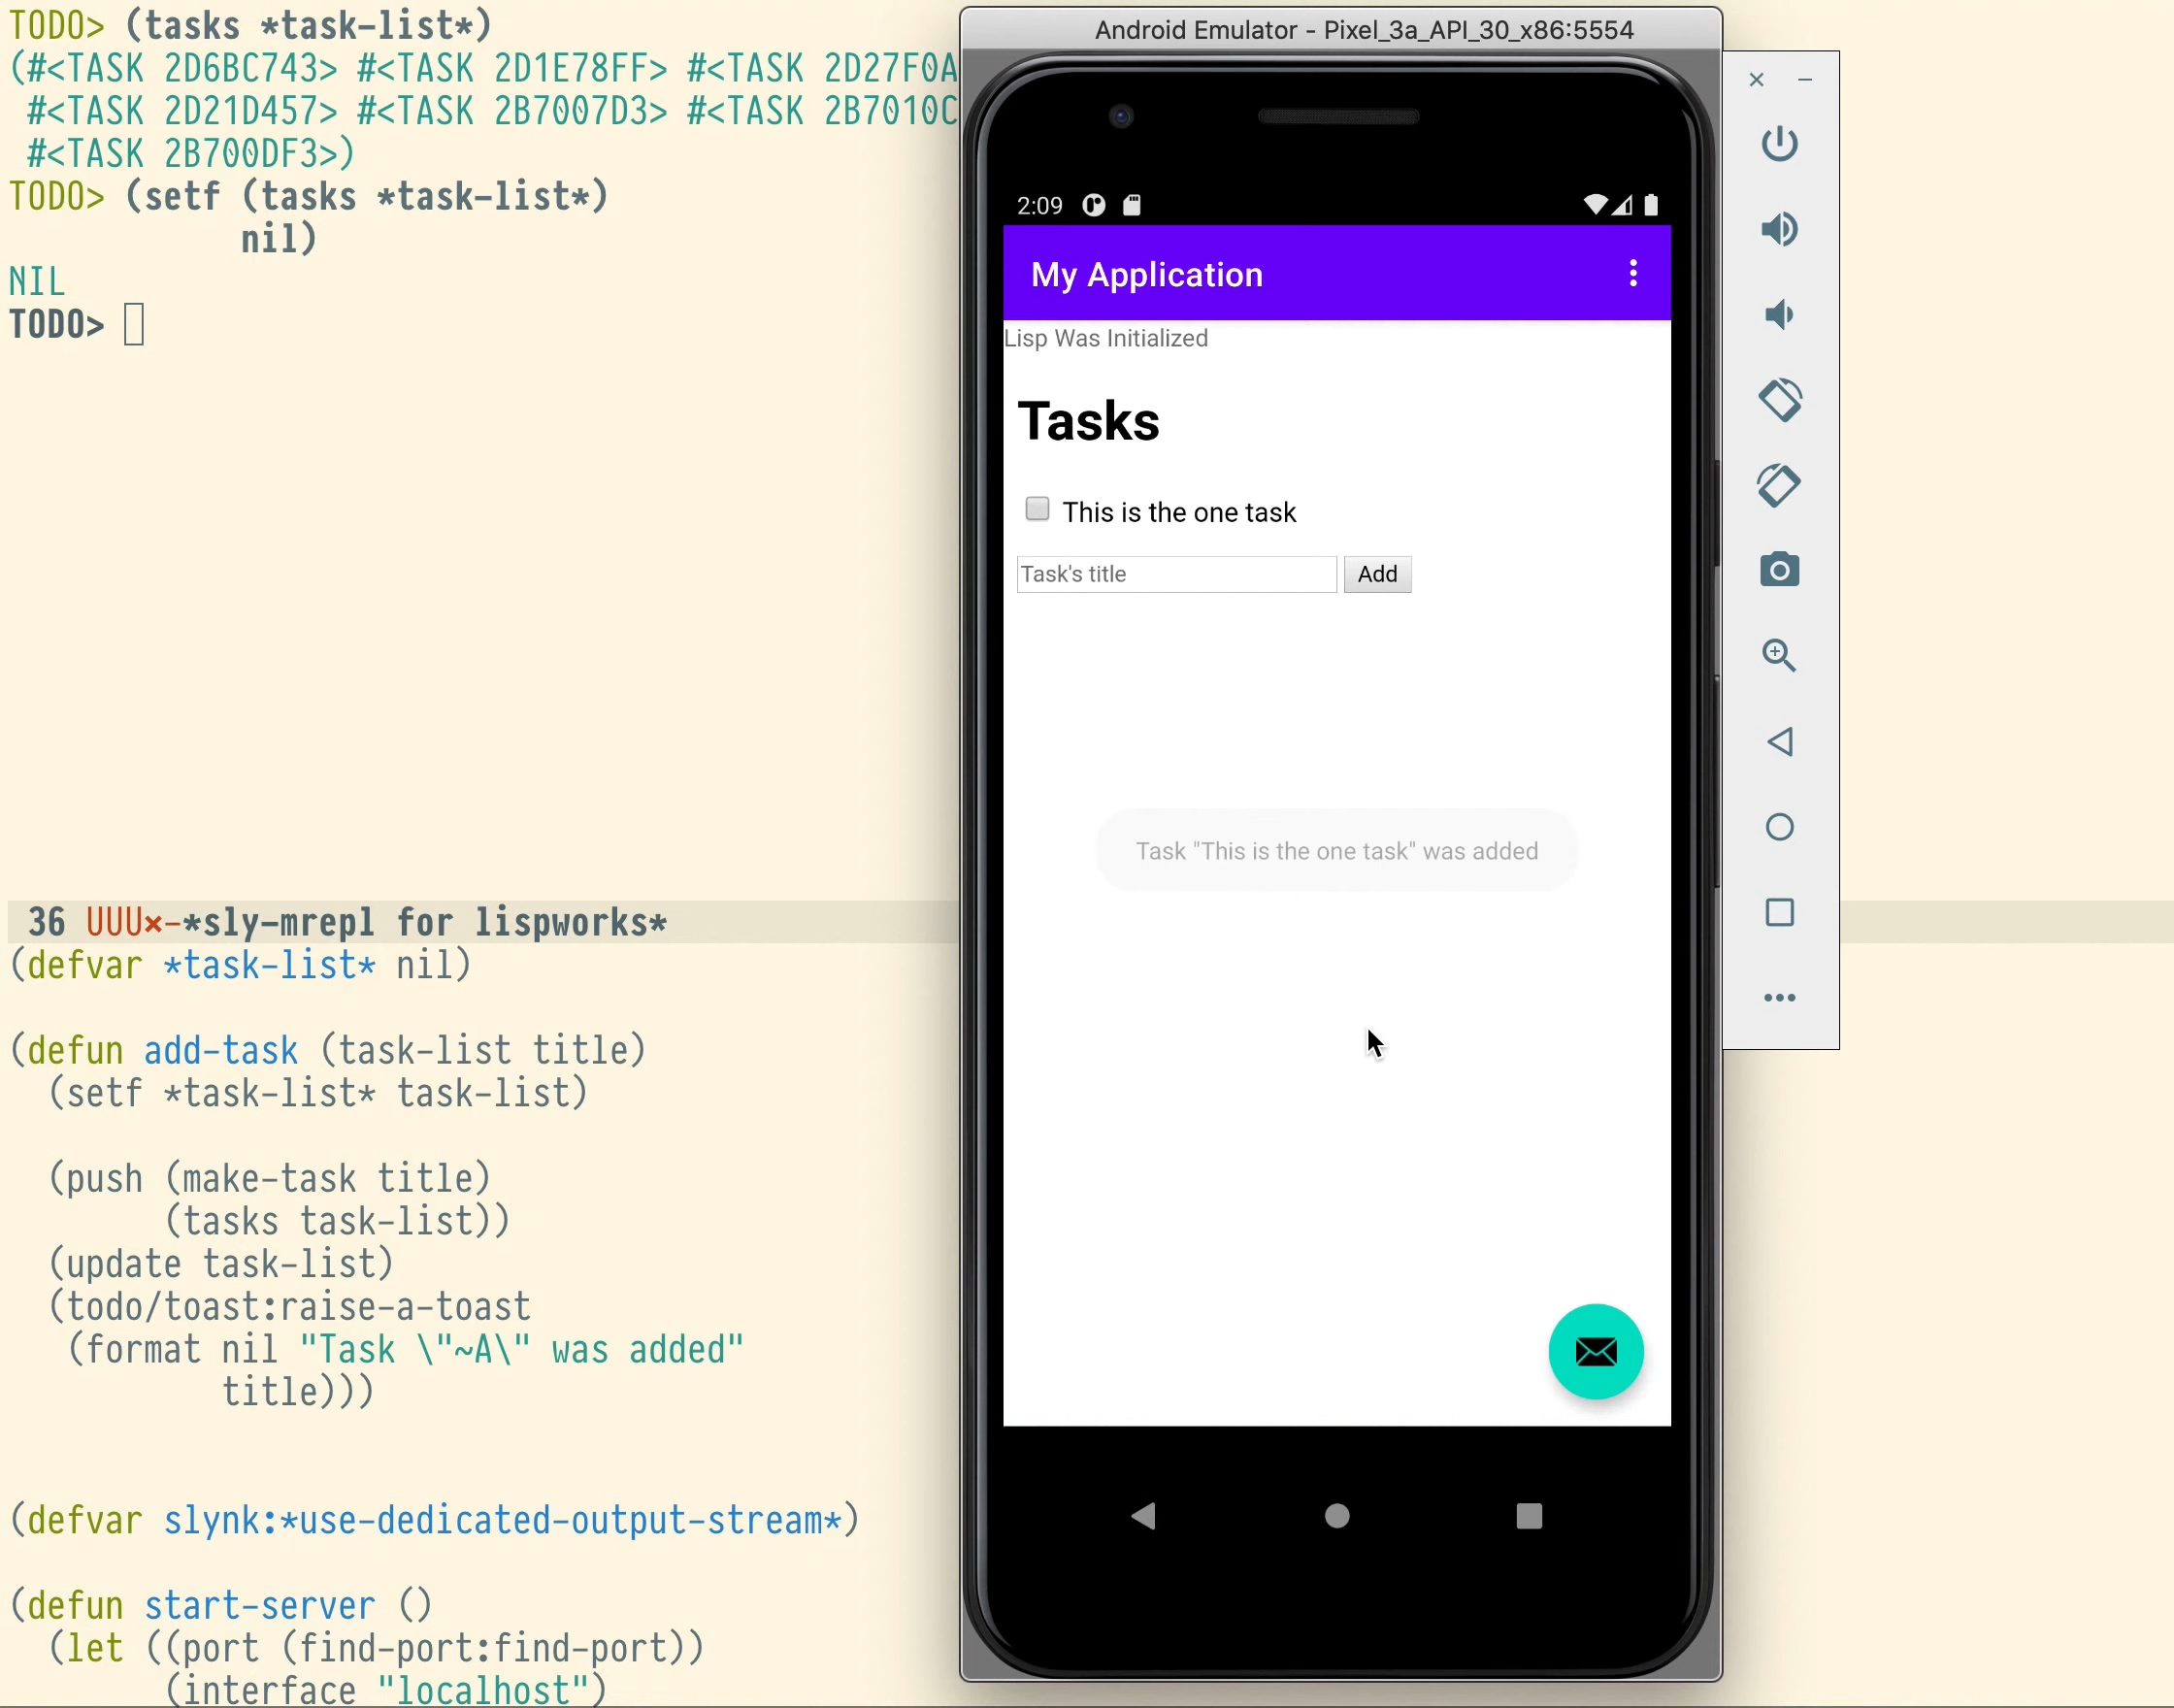 TODO> (tasks *task-list*)
(#<TASK 2D6BC743> #<TASK 2D1E78FF> #<TASK 2D27F0A
#<TASK 2D21D457> #<TASK 2B7007D3> #<TASK 2B7010C
#<TASK 2B700DF3>)
TODO> (setf (tasks *task-list*)
nil)
NIL
TODO>
36 UUU×-*sly-mrepl for lispworks*
(defvar *task-list* nil)
(defun add-task (task-list title)
(setf *task-list* task-list)
(push (make-task title)
(tasks task-list))
(update task-list)
(todo/toast:raise-a-toast
(format nil "Task \"~A\" was added"
title)))
(defvar slynk:*use-dedicated-output-stream*)
(defun start-server ()
(let ((port (find-port:find-port))
(interface "localhost")
Android Emulator - Pixel_3a_API_30_x86:5554
2:09
My Application
Lisp Was Initialized
Tasks
This is the one task
Task's title Add
Task "This is the one task" was added